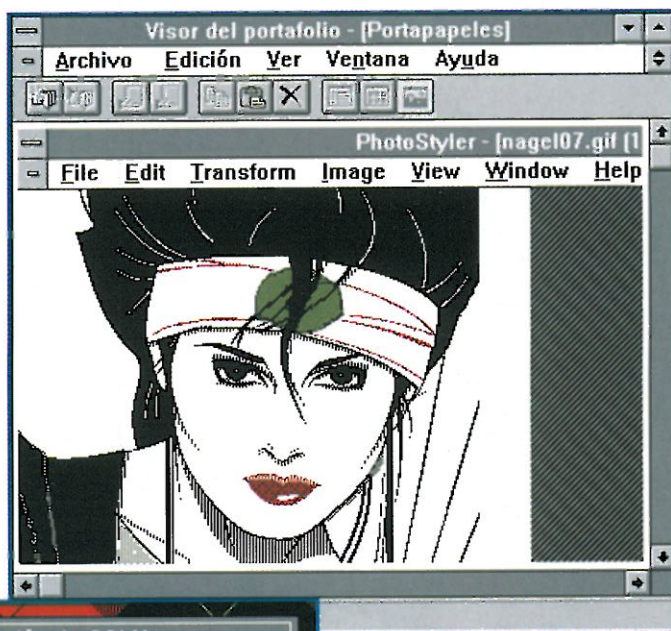 Visor del portafolio - [Portapapeles]
Archivo Edición Ver Ventana Ayuda
PhotoStyler - [nagel07.gif (1
File Edit Transform Image View Window Help